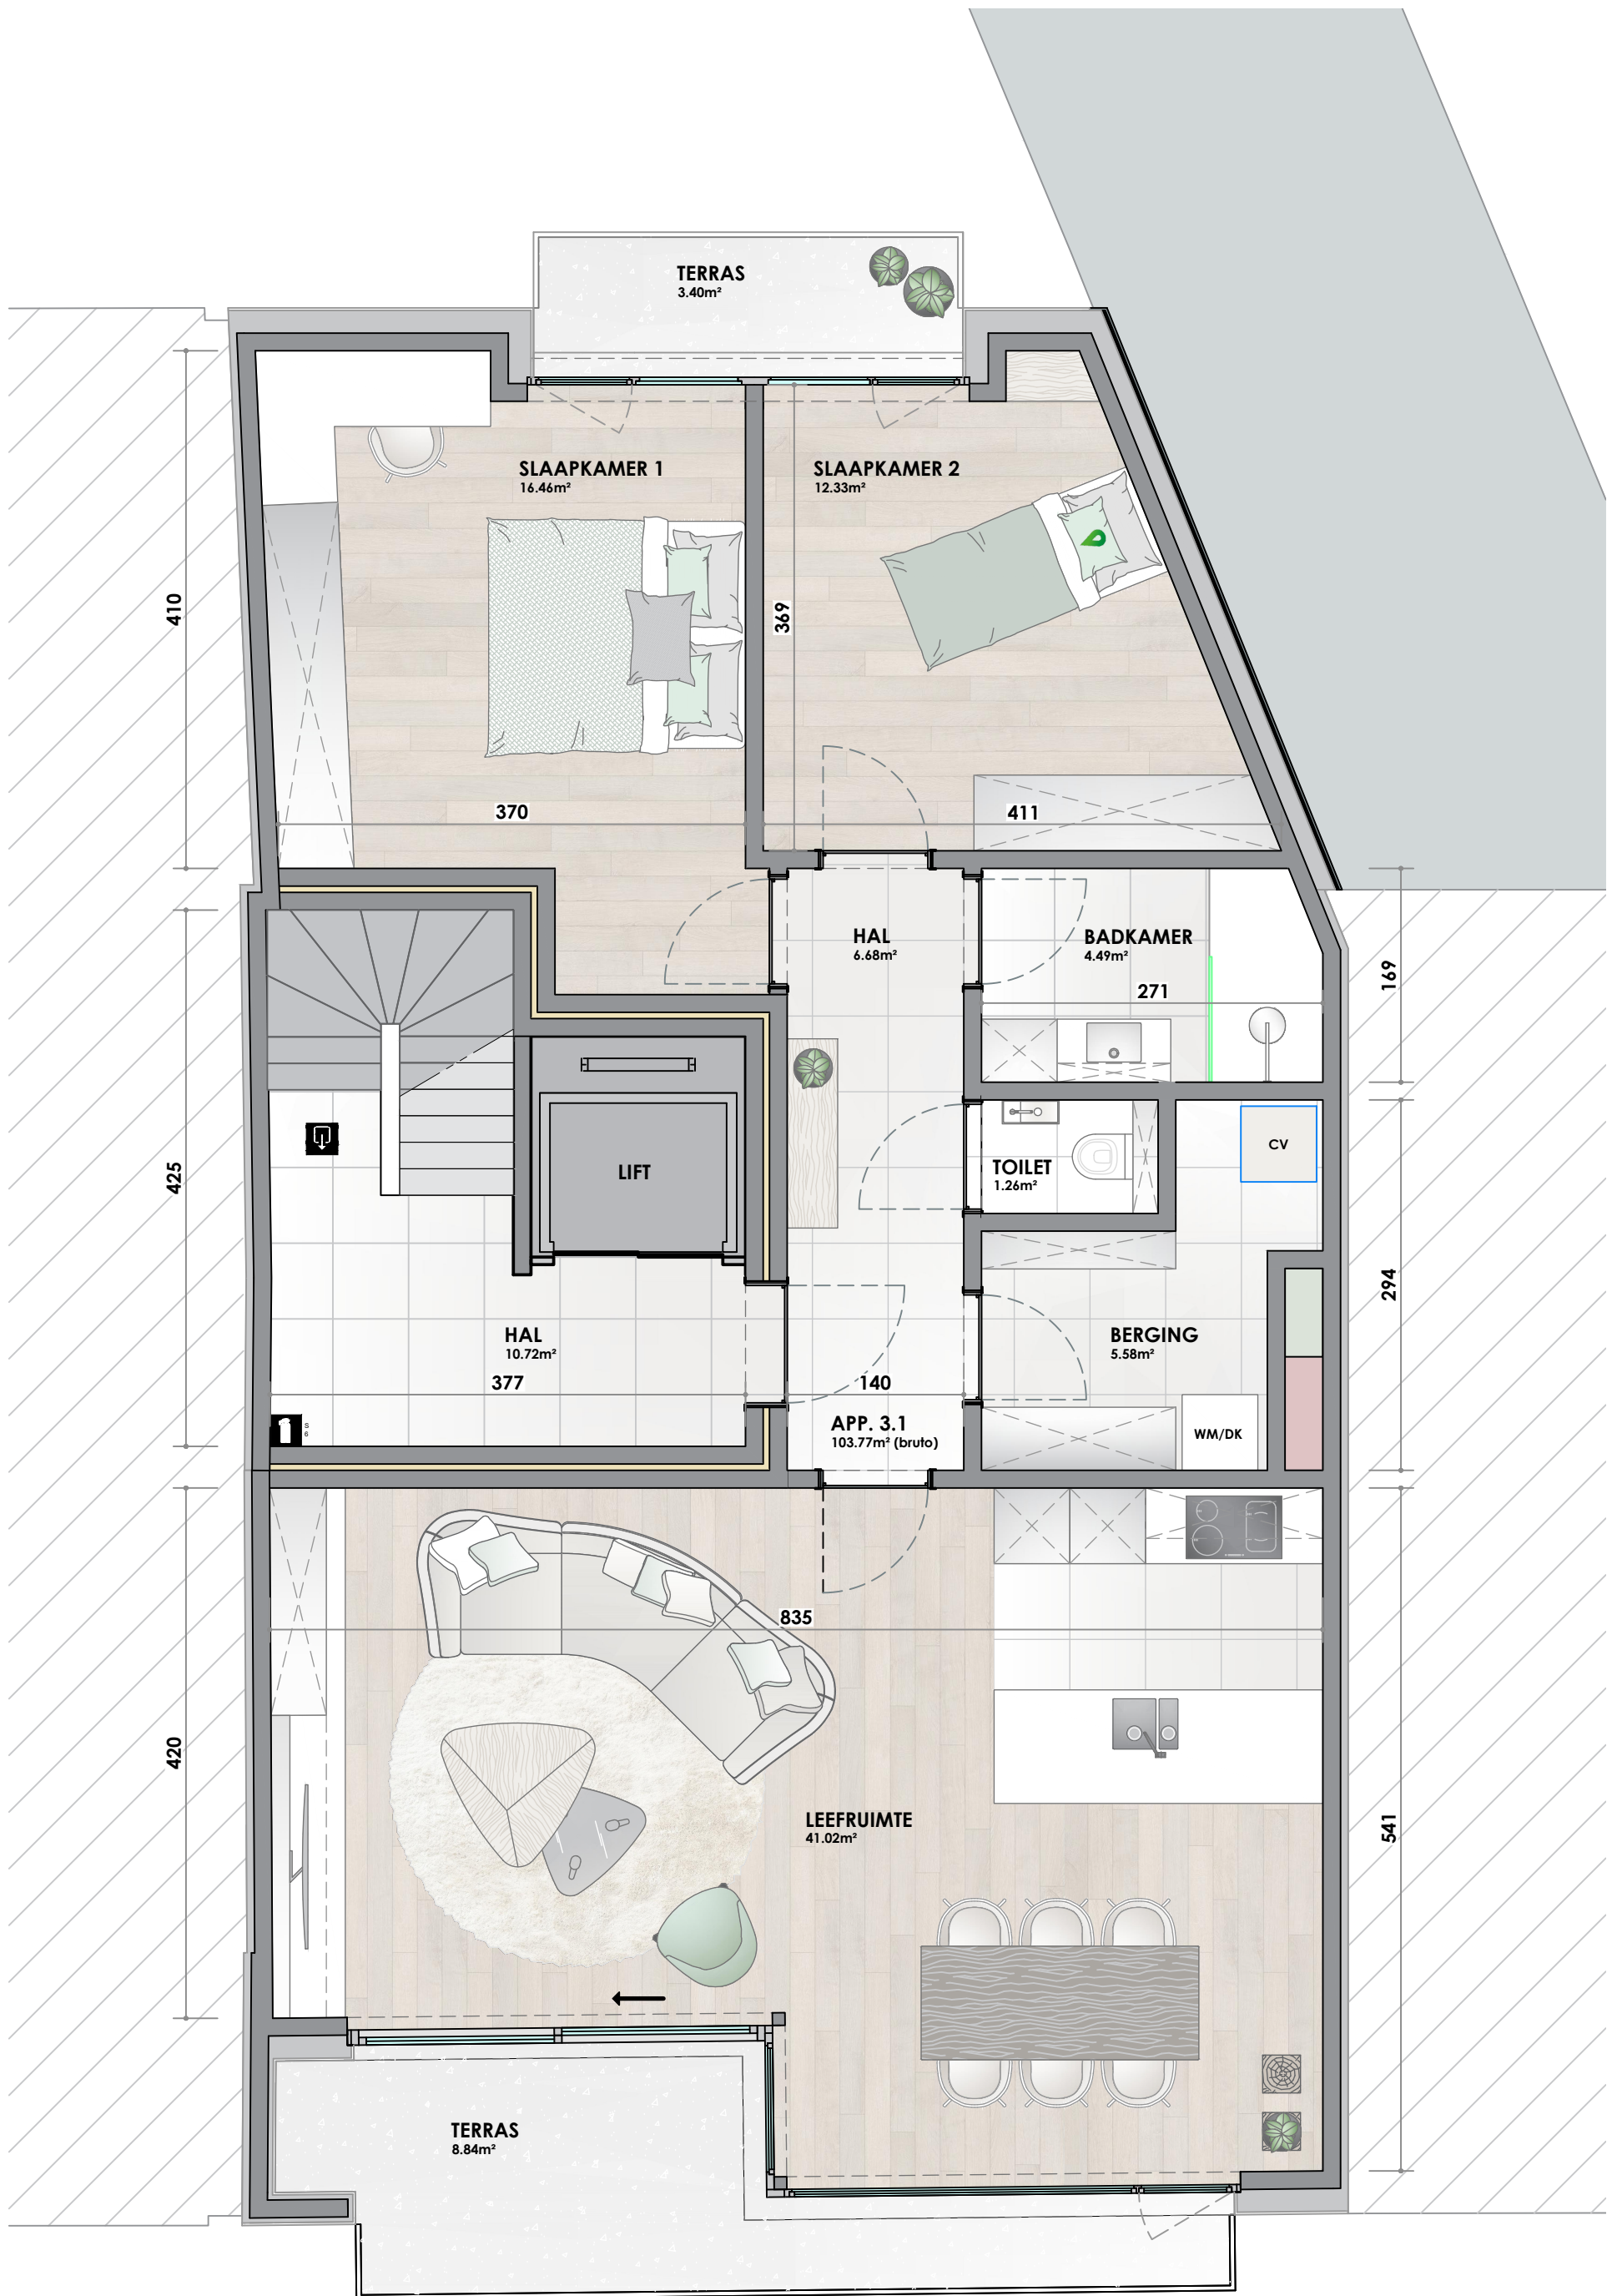 TERRAS
3.40m²
SLAAPKAMER 1
16.46m²
SLAAPKAMER 2
12.33m²
410
369
370
411
HAL
6.68m²
BADKAMER
4.49m²
169
271
425
LIFT
TOILET
1.26m²
CV
294
HAL
10.72m²
BERGING
5.58m²
377
140
APP. 3.1
103.77m² (bruto)
S
6
WM/DK
835
420
LEEFRUIMTE
41.02m²
541
TERRAS
8.84m²